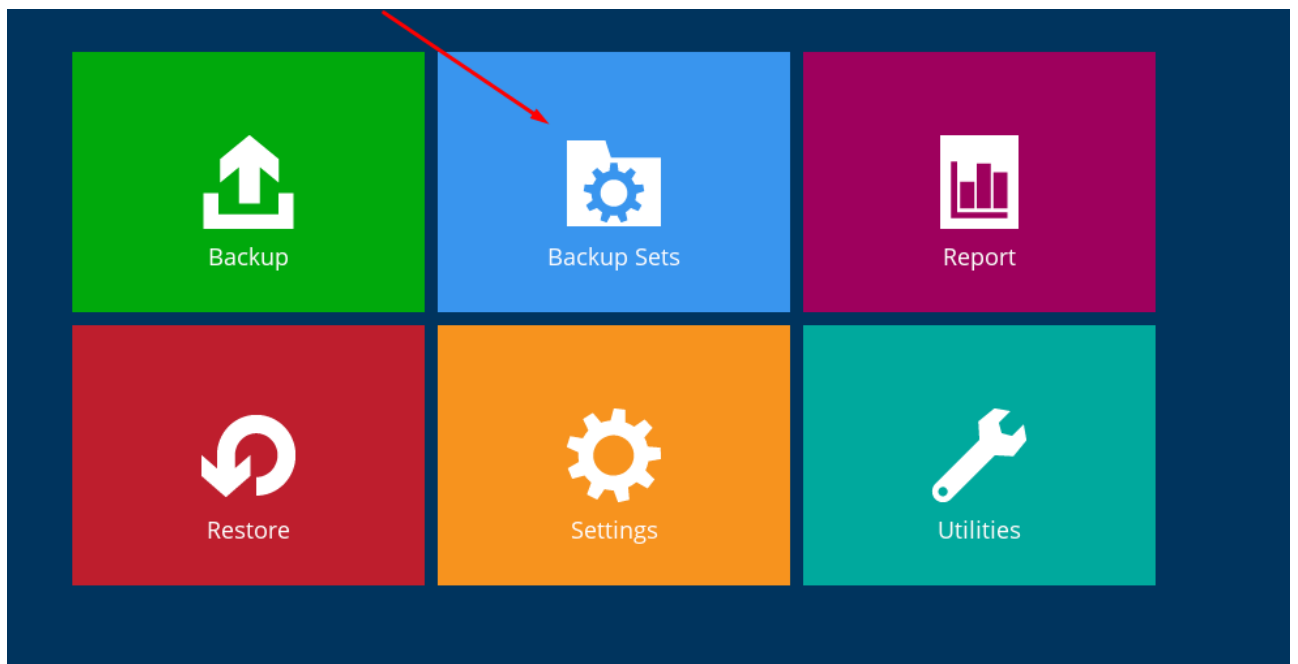 Backup
Backup Sets
Report
Restore
Settings
Utilities